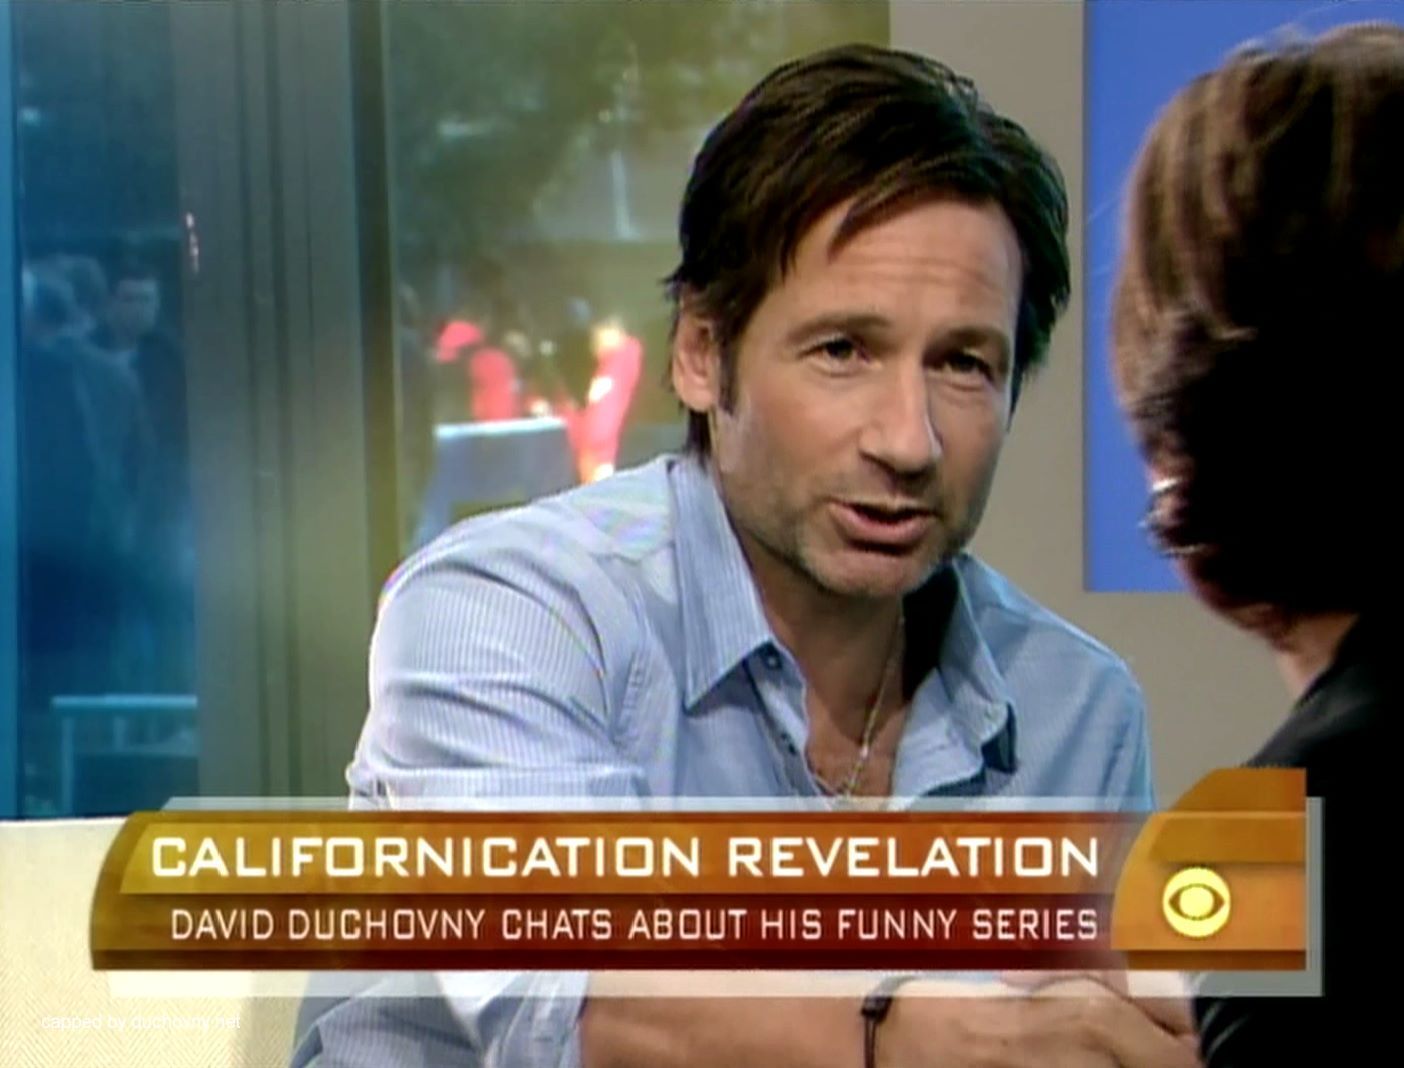 CALIFORNICATION REVELATION
DAVID DUCHOVNY CHATS ABOUT HIS FUNNY SERIES
capped by duchovny.net